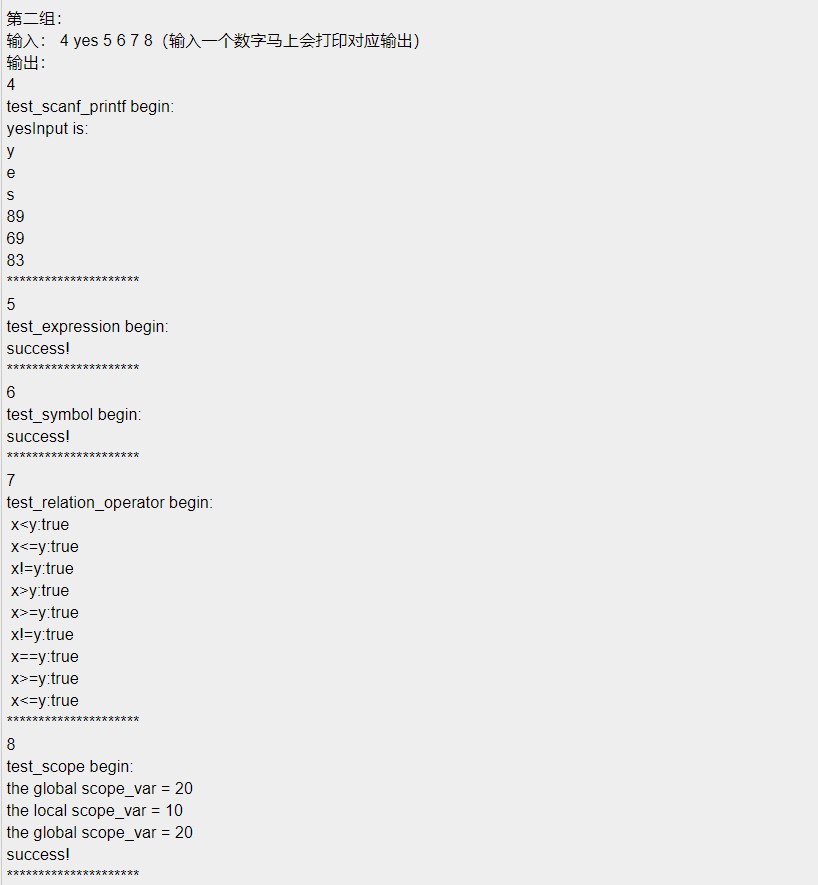 第二组：
输入： 4 yes 5 6 7 8（输入一个数字马上会打印对应输出）
输出：
4
test_scanf_printf begin:
yesInput is:
y
e
s
89
69
83
*********************
5
test_expression begin:
success!
*********************
6
test_symbol begin:
success!
*********************
7
test_relation_operator begin:
x<y:true
x<=y:true
x!=y:true
x>y:true
x>=y:true
x!=y:true
x==y:true
x>=y:true
x<=y:true
*********************
8
test_scope begin:
the global scope_var = 20
the local scope_var = 10
the global scope_var = 20
success!
*********************